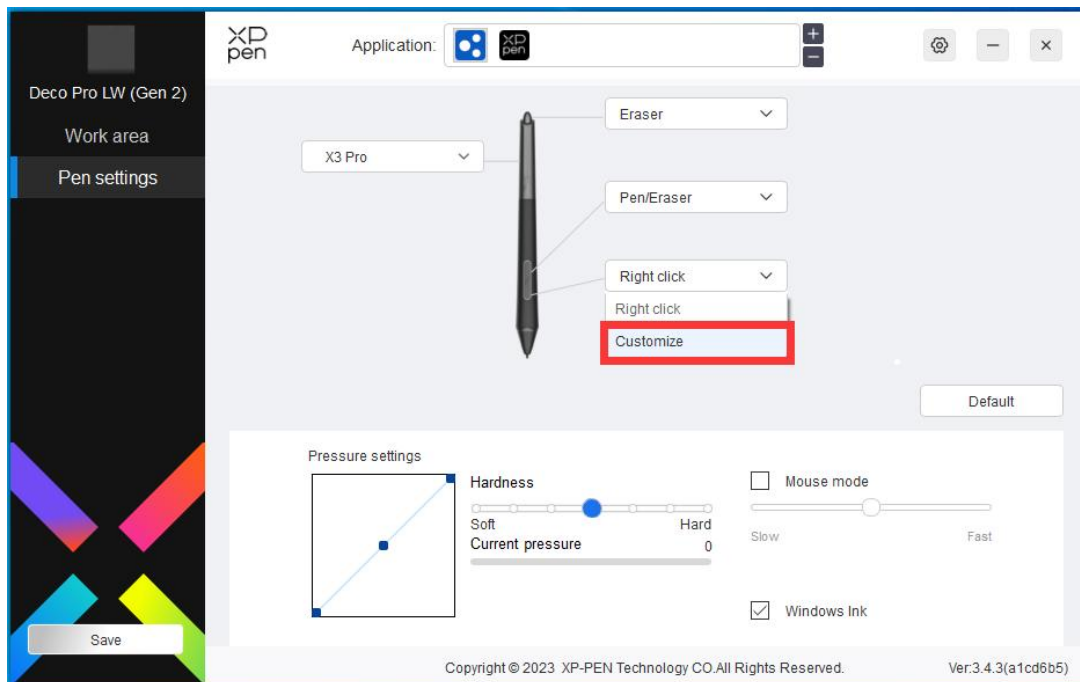 XP
pen
Application:
XP
pen
Deco Pro LW (Gen 2)
Work area
Pen settings
Eraser
X3 Pro
Pen/Eraser
Right click
Right click
Customize
Default
Pressure settings
Hardness
Soft Hard
Current pressure 0
Mouse mode
Slow Fast
Windows Ink
Save
Copyright © 2023 XP-PEN Technology CO.All Rights Reserved.
Ver:3.4.3(a1cd6b5)